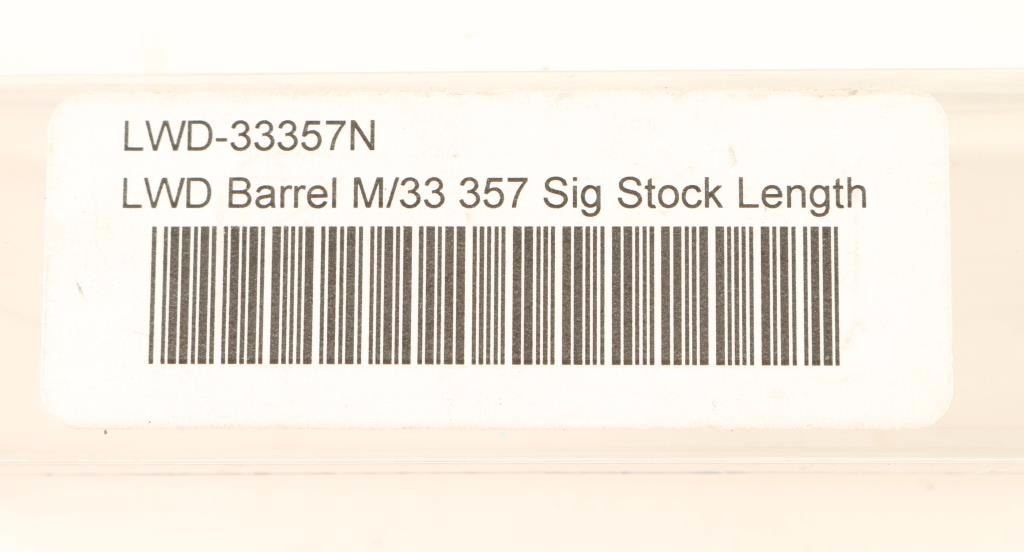 LWD-33357N
LWD Barrel M/33 357 Sig Stock Length